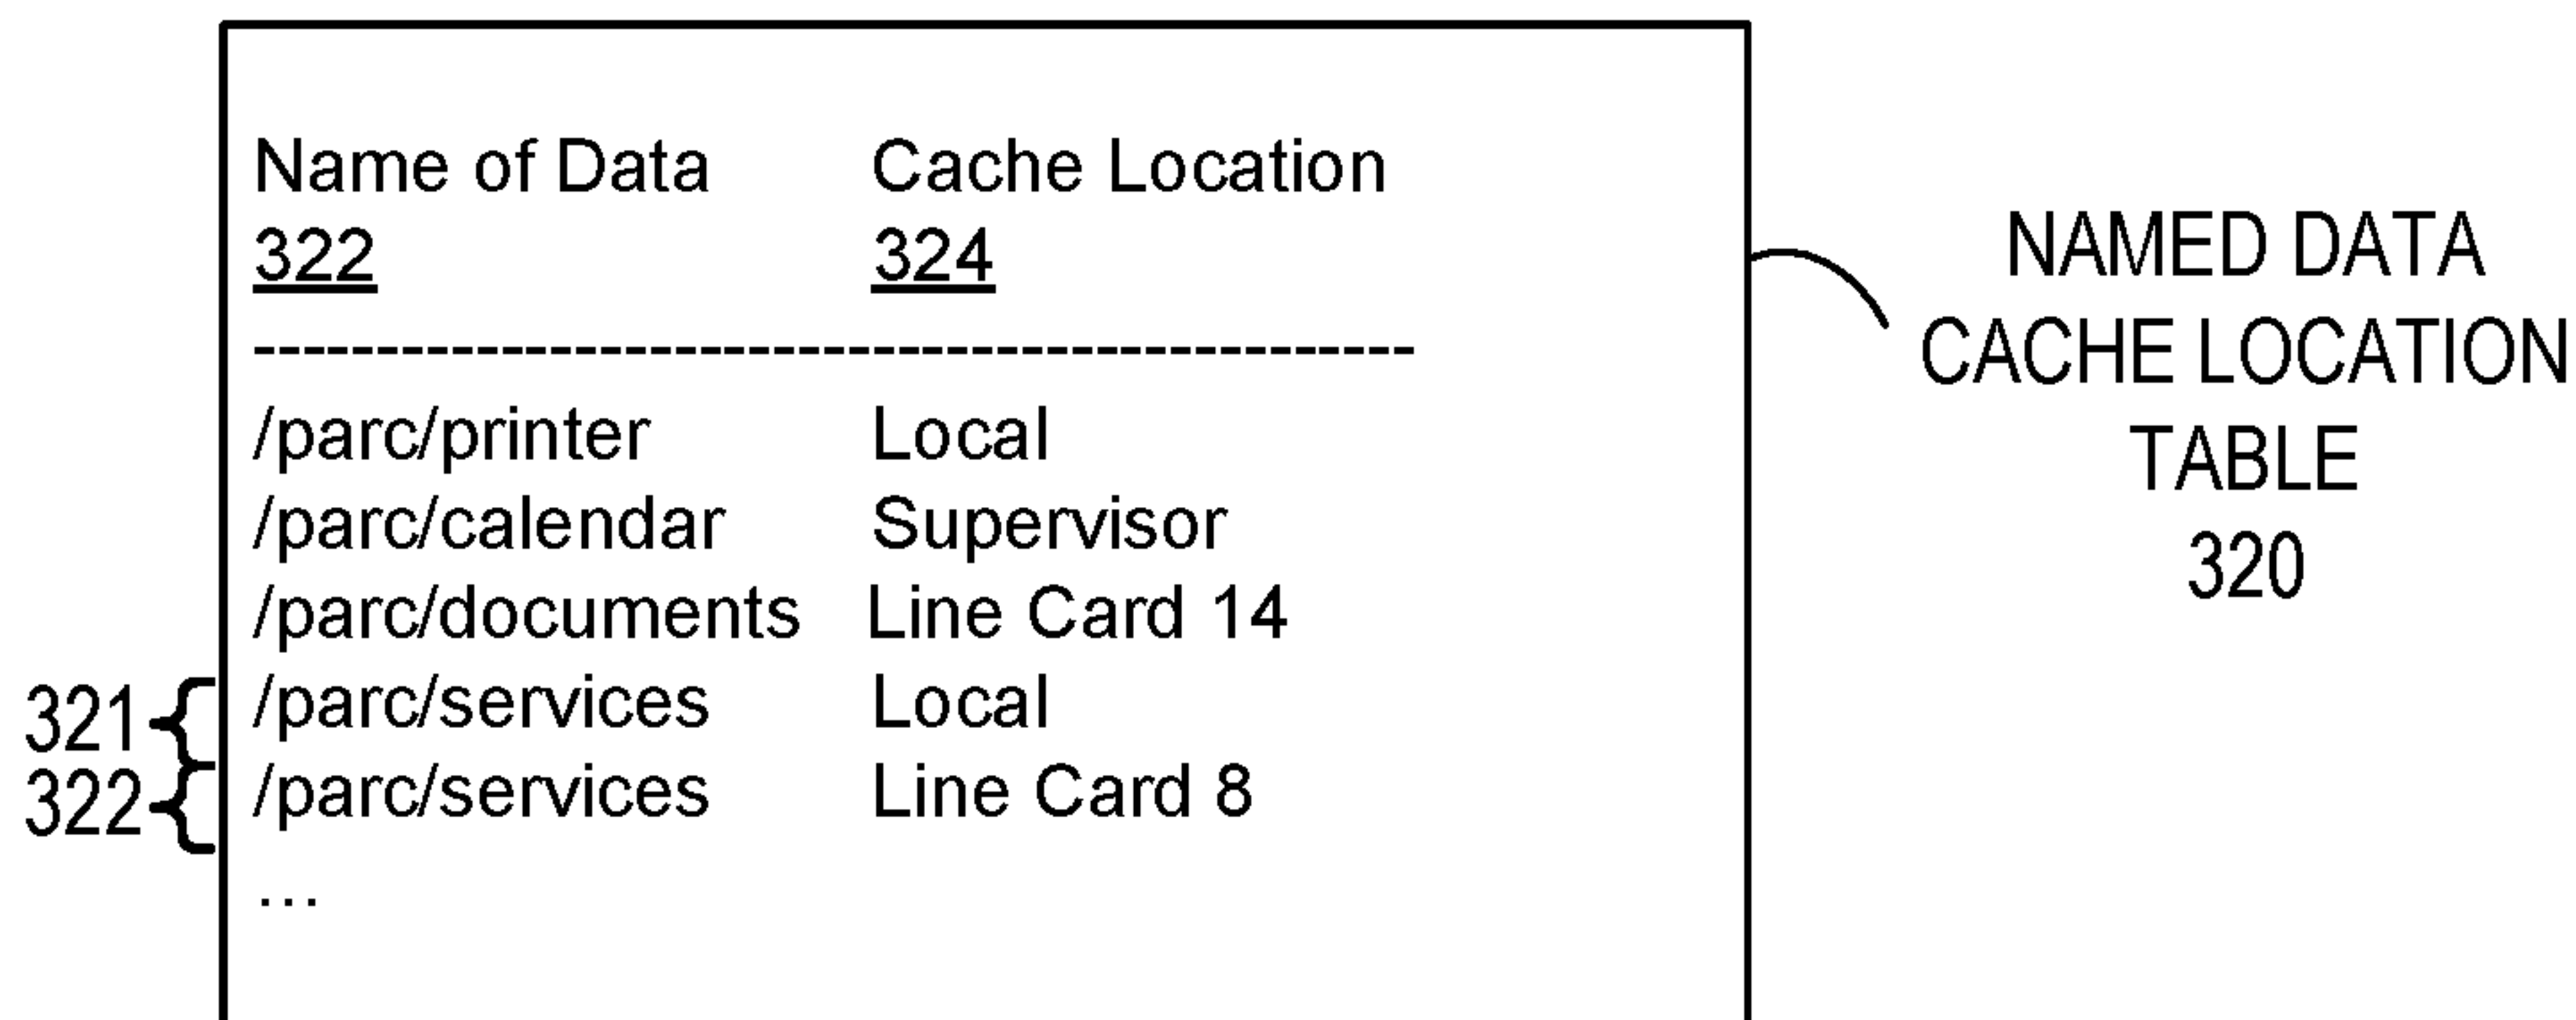 Name of Data Cache Location
322 324
------------------------------------------------
/parc/printer Local
/parc/calendar Supervisor
/parc/documents Line Card 14
321 /parc/services Local
322 /parc/services Line Card 8
...
NAMED DATA
CACHE LOCATION
TABLE
320